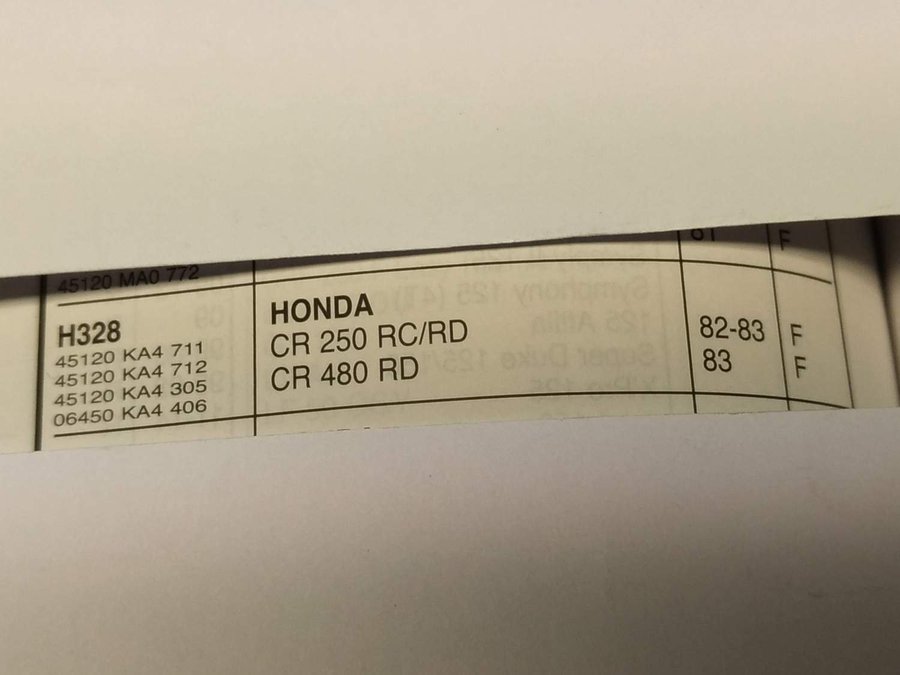 45120 MA0 772
F
H328
45120 KA4 711
45120 KA4 712
45120 KA4 305
06450 KA4 406
HONDA
CR 250 RC/RD 82-83 F
CR 480 RD 83 F